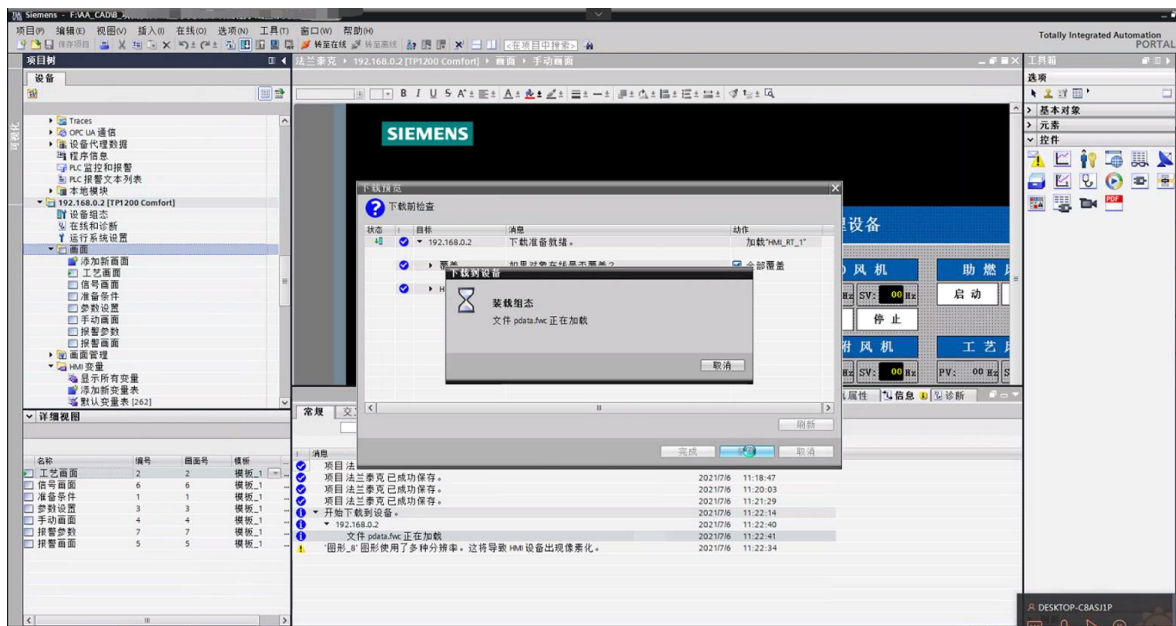 Siemens - F:\AA_CAD\B_
项目(P) 编辑(E) 视图(V) 插入(I) 在线(O) 选项(N) 工具(T) 窗口(W) 帮助(H)
Totally Integrated Automation
PORTAL
保存项目
转至在线
转至离线
<在项目中搜索>
项目树
法兰泰克 192.168.0.2 [TP1200 Comfort] 画面 手动画面
工具箱
设备
选项
B I U S
基本对象
元素
控件
Traces
OPC UA 通信
设备代理数据
程序信息
PLC 监控和报警
PLC 报警文本列表
本地模块
192.168.0.2 [TP1200 Comfort]
设备组态
在线和诊断
运行系统设置
画面
添加新画面
工艺画面
信号画面
准备条件
参数设置
手动画面
报警参数
报警画面
画面管理
HMI 变量
显示所有变量
添加新变量表
默认变量表 [262]
可视化
SIEMENS
PDF
下载预览
下载前检查
状态 ! 目标 消息 动作
192.168.0.2 下载准备就绪。 加载"HMI_RT_1"
覆盖 如果对象在线是否覆盖？ 全部覆盖
下载到设备
装载组态
文件 pdata.fwc 正在加载
取消
刷新
完成
取消
设备
风机
助燃
Hz SV: 00 Hz
启动
停止
附风机
工艺
Hz SV: 00 Hz
PV: 00 Hz
属性 信息 诊断
详细视图
名称 编号 画面号 模板
工艺画面 2 2 模板_1
信号画面 6 6 模板_1
准备条件 1 1 模板_1
参数设置 3 3 模板_1
手动画面 4 4 模板_1
报警参数 7 7 模板_1
报警画面 5 5 模板_1
常规
! 消息
项目法
2021/7/6 11:18:47
项目法兰泰克已成功保存。 2021/7/6 11:20:03
项目法兰泰克已成功保存。 2021/7/6 11:21:29
开始下载到设备。 2021/7/6 11:22:14
192.168.0.2 2021/7/6 11:22:40
文件 pdata.fwc 正在加载 2021/7/6 11:22:41
"图形_8"图形使用了多种分辨率。这将导致 HMI 设备出现像素化。 2021/7/6 11:22:34
DESKTOP-C8ASJ1P